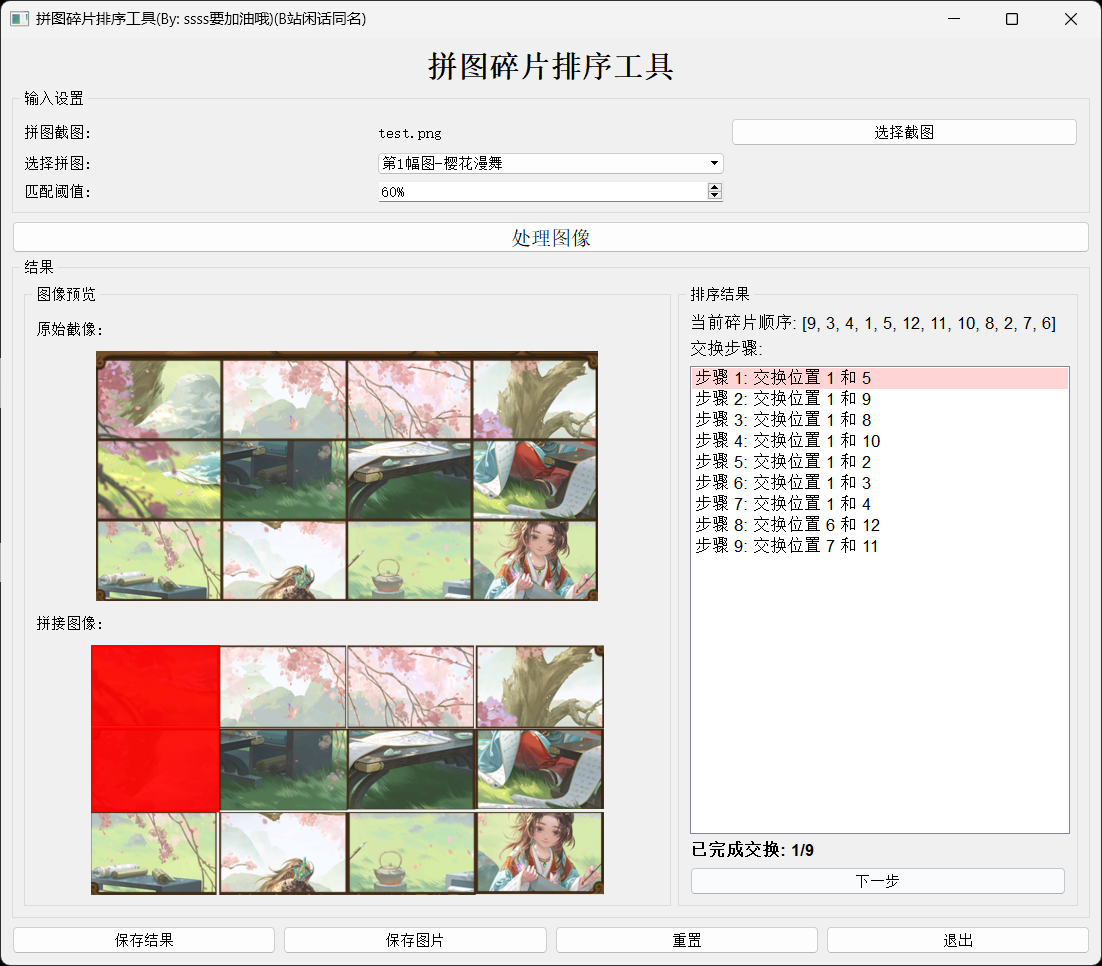 拼图碎片排序工具(By: ssss要加油哦)(B站闲话同名)
拼图碎片排序工具
输入设置
拼图截图:
test.png
选择截图
选择拼图:
第1幅图-樱花漫舞
匹配阈值:
60%
处理图像
结果
图像预览
原始截像:
拼接图像:
排序结果
当前碎片顺序: [9, 3, 4, 1, 5, 12, 11, 10, 8, 2, 7, 6]
交换步骤:
步骤 1: 交换位置 1 和 5
步骤 2: 交换位置 1 和 9
步骤 3: 交换位置 1 和 8
步骤 4: 交换位置 1 和 10
步骤 5: 交换位置 1 和 2
步骤 6: 交换位置 1 和 3
步骤 7: 交换位置 1 和 4
步骤 8: 交换位置 6 和 12
步骤 9: 交换位置 7 和 11
已完成交换: 1/9
下一步
保存结果
保存图片
重置
退出